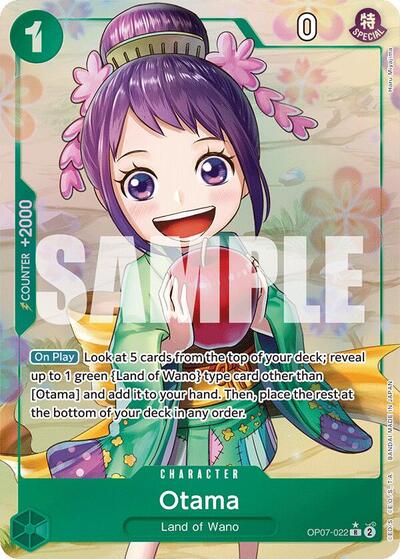 1
0
特
SPECIAL
Haru Miyajima
COUNTER +2000
SAMPLE
On Play Look at 5 cards from the top of your deck; reveal
up to 1 green {Land of Wano} type card other than
[Otama] and add it to your hand. Then, place the rest at
the bottom of your deck in any order.
BANDAI MADE IN JAPAN
CHARACTER
Otama
Land of Wano
OP07-022 R 2